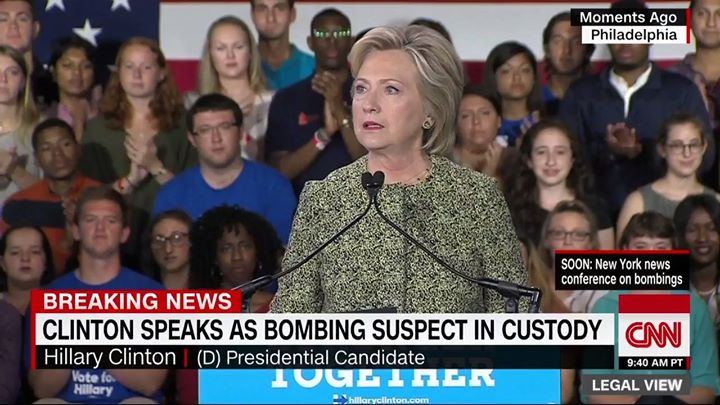 Moments Ago
Philadelphia
SOON: New York news
conference on bombings
BREAKING NEWS
CLINTON SPEAKS AS BOMBING SUSPECT IN CUSTODY
Hillary Clinton | (D) Presidential Candidate
CNN
9:40 AM PT
LEGAL VIEW
Vote for
Hillary
TOGETHER
hillaryclinton.com